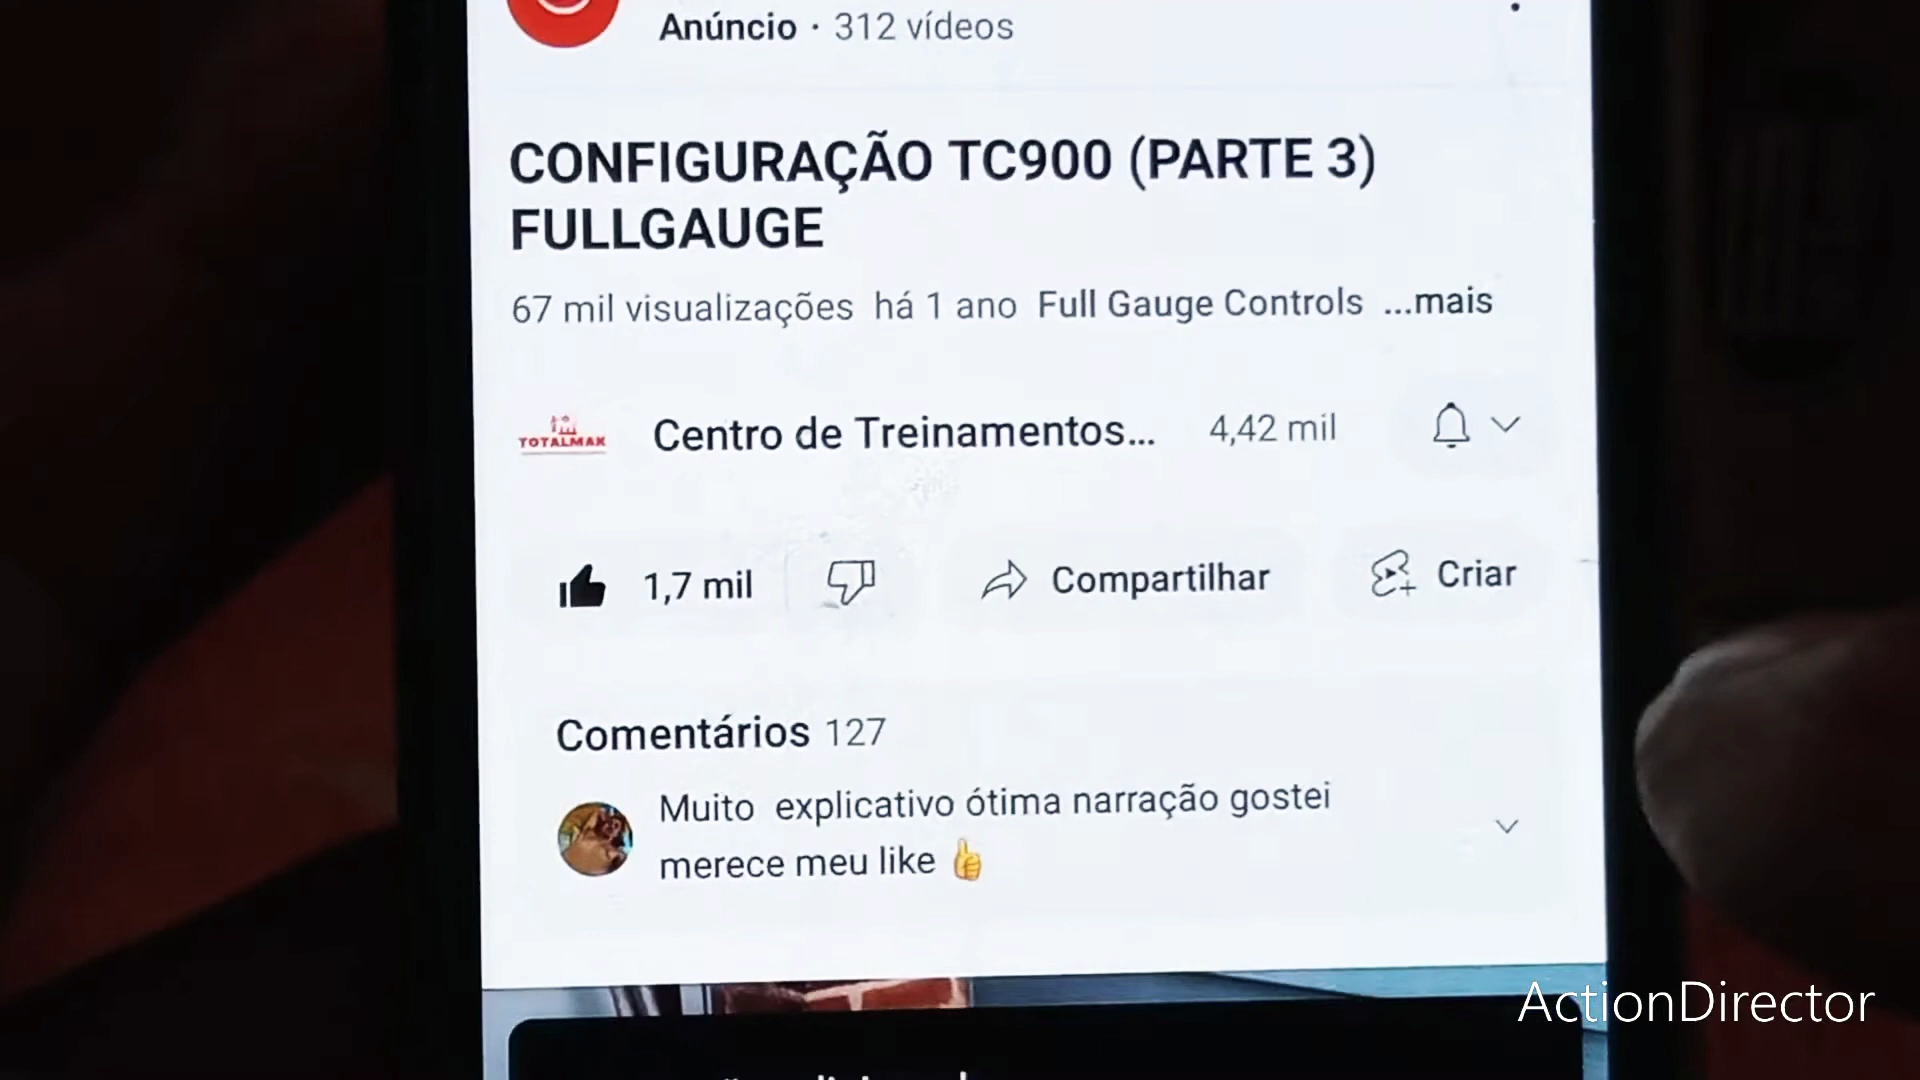 Anúncio · 312 vídeos
CONFIGURAÇÃO TC900 (PARTE 3)
FULLGAUGE
67 mil visualizações há 1 ano Full Gauge Controls ...mais
TOTALMAK
Centro de Treinamentos... 4,42 mil
1,7 mil Compartilhar Criar
Comentários 127
Muito explicativo ótima narração gostei
merece meu like 👍
ActionDirector